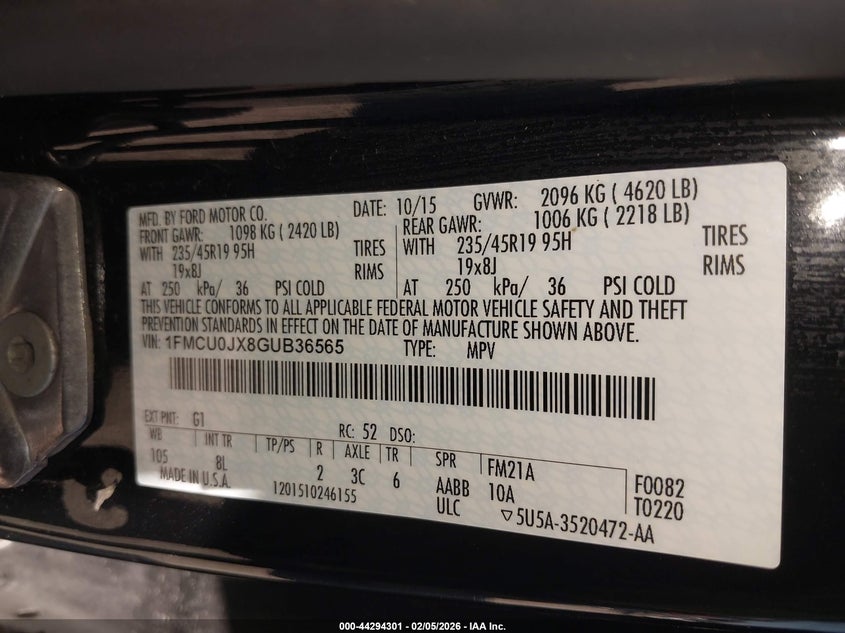 MFD. BY FORD MOTOR CO. DATE: 10/15 GVWR: 2096 KG ( 4620 LB)
FRONT GAWR: 1098 KG ( 2420 LB) REAR GAWR: 1006 KG ( 2218 LB)
WITH 235/45R19 95H TIRES WITH 235/45R19 95H TIRES
19x8J RIMS 19x8J RIMS
AT 250 kPa/ 36 PSI COLD AT 250 kPa/ 36 PSI COLD
THIS VEHICLE CONFORMS TO ALL APPLICABLE FEDERAL MOTOR VEHICLE SAFETY AND THEFT
PREVENTION STANDARDS IN EFFECT ON THE DATE OF MANUFACTURE SHOWN ABOVE.
VIN: 1FMCU0JX8GUB36565 TYPE: MPV
EXT PNT: G1 RC: 52 DSO:
WB INT TR TP/PS R AXLE TR SPR FM21A F0082
105 8L 2 3C 6 AABB 10A T0220
MADE IN U.S.A. 1201510246155 ULC ▽5U5A-3520472-AA
000-44294301 - 02/05/2026 - IAA Inc.